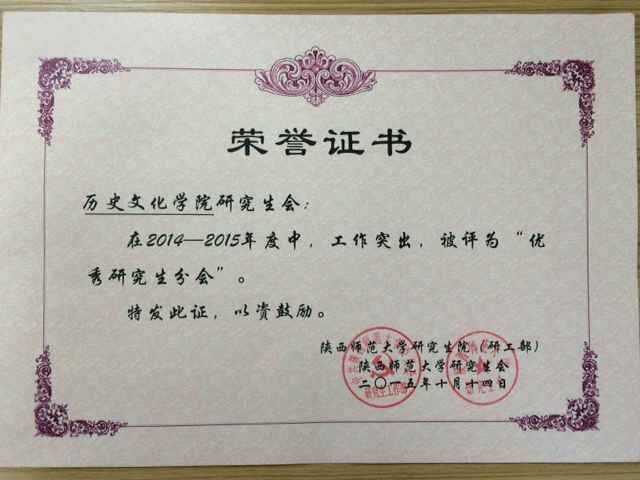 荣誉证书
历史文化学院研究生会：
在2014—2015年度中，工作突出，被评为“优
秀研究生分会”。
特发此证，以资鼓励。
陕西师范大学研究生院（研工部）
陕西师范大学研究生会
二〇一五年十月十四日